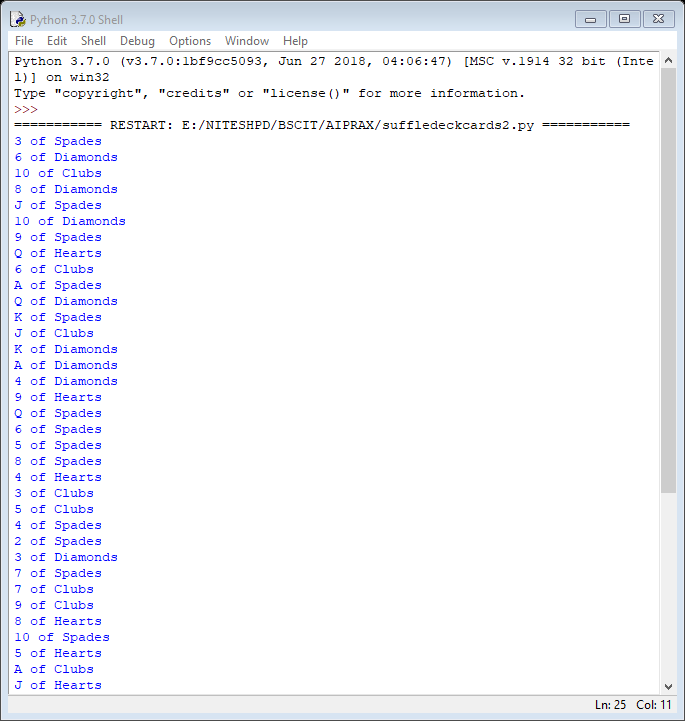 Python 3.7.0 Shell
File Edit Shell Debug Options Window Help
Python 3.7.0 (v3.7.0:1bf9cc5093, Jun 27 2018, 04:06:47) [MSC v.1914 32 bit (Inte
l)] on win32
Type "copyright", "credits" or "license()" for more information.
>>>
=========== RESTART: E:/NITESHPD/BSCIT/AIPRAX/suffledeckcards2.py ===========
3 of Spades
6 of Diamonds
10 of Clubs
8 of Diamonds
J of Spades
10 of Diamonds
9 of Spades
Q of Hearts
6 of Clubs
A of Spades
Q of Diamonds
K of Spades
J of Clubs
K of Diamonds
A of Diamonds
4 of Diamonds
9 of Hearts
Q of Spades
6 of Spades
5 of Spades
8 of Spades
4 of Hearts
3 of Clubs
5 of Clubs
4 of Spades
2 of Spades
3 of Diamonds
7 of Spades
7 of Clubs
9 of Clubs
8 of Hearts
10 of Spades
5 of Hearts
A of Clubs
J of Hearts
Ln: 25 Col: 11